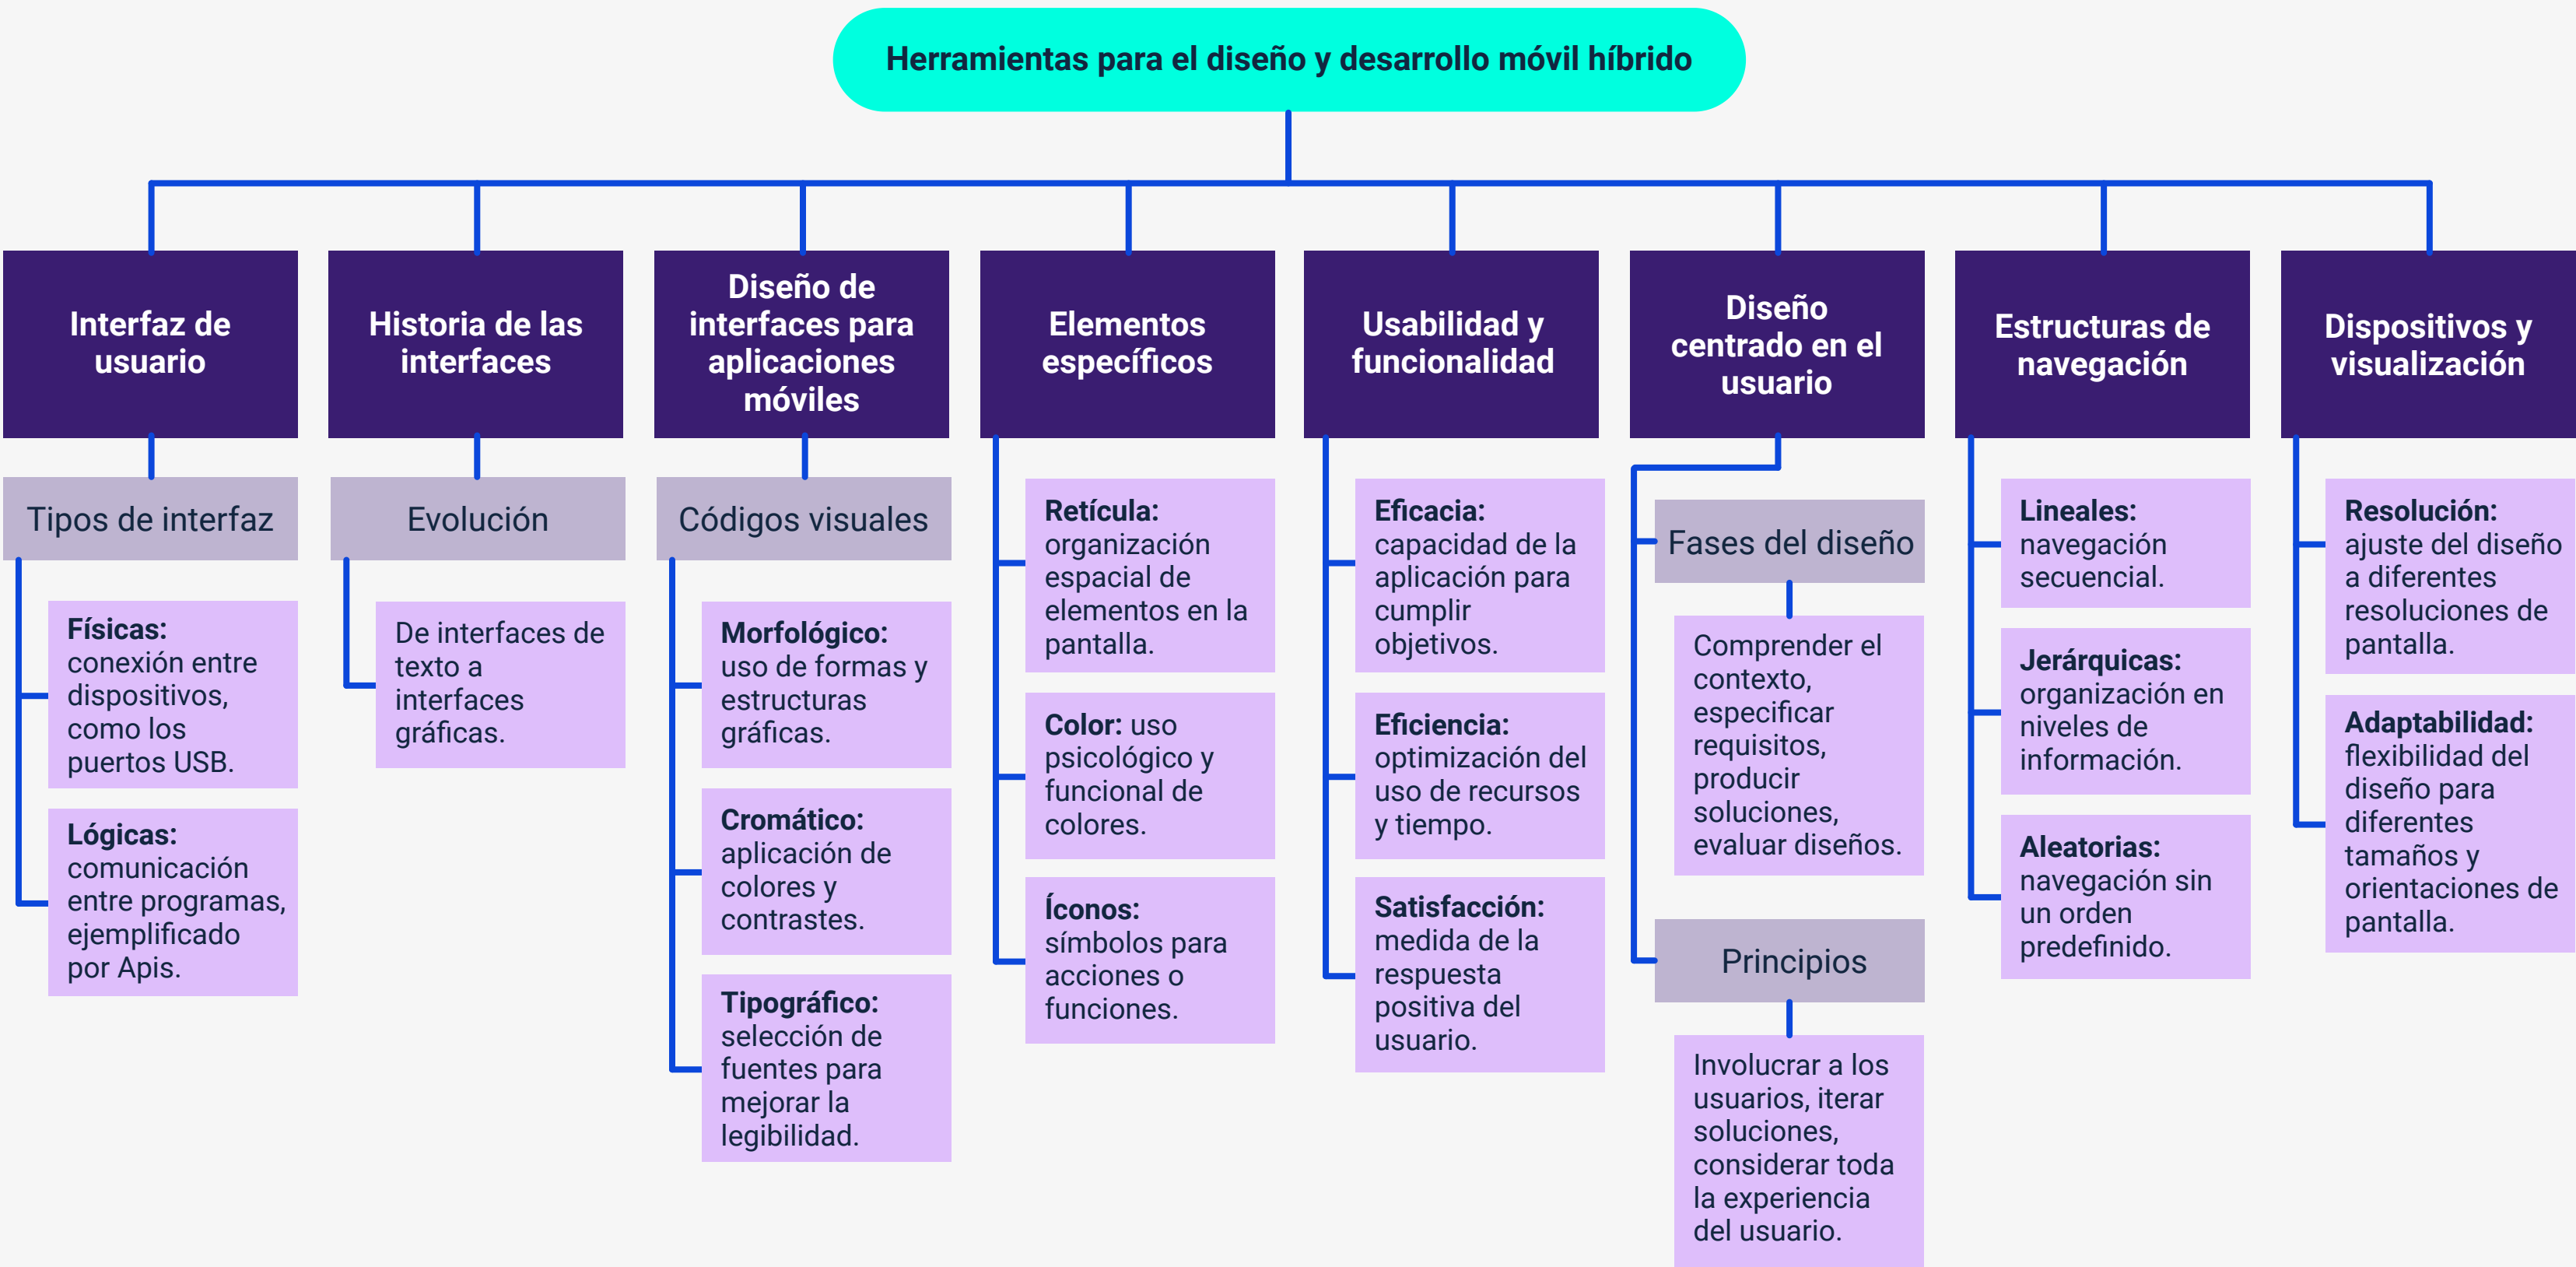 Herramientas para el diseño y desarrollo móvil híbrido
Interfaz de
usuario
Tipos de interfaz
Físicas:
conexión entre
dispositivos,
como los
puertos USB.
Lógicas:
comunicación
entre programas,
ejemplificado
por Apis.
Historia de las
interfaces
Evolución
De interfaces de
texto a
interfaces
gráficas.
Diseño de
interfaces para
aplicaciones
móviles
Códigos visuales
Morfológico:
uso de formas y
estructuras
gráficas.
Cromático:
aplicación de
colores y
contrastes.
Tipográfico:
selección de
fuentes para
mejorar la
legibilidad.
Elementos
específicos
Retícula:
organización
espacial de
elementos en la
pantalla.
Color: uso
psicológico y
funcional de
colores.
Íconos:
símbolos para
acciones o
funciones.
Usabilidad y
funcionalidad
Eficacia:
capacidad de la
aplicación para
cumplir
objetivos.
Eficiencia:
optimización del
uso de recursos
y tiempo.
Satisfacción:
medida de la
respuesta
positiva del
usuario.
Diseño
centrado en el
usuario
Fases del diseño
Comprender el
contexto,
especificar
requisitos,
producir
soluciones,
evaluar diseños.
Principios
Involucrar a los
usuarios, iterar
soluciones,
considerar toda
la experiencia
del usuario.
Estructuras de
navegación
Lineales:
navegación
secuencial.
Jerárquicas:
organización en
niveles de
información.
Aleatorias:
navegación sin
un orden
predefinido.
Dispositivos y
visualización
Resolución:
ajuste del diseño
a diferentes
resoluciones de
pantalla.
Adaptabilidad:
flexibilidad del
diseño para
diferentes
tamaños y
orientaciones de
pantalla.